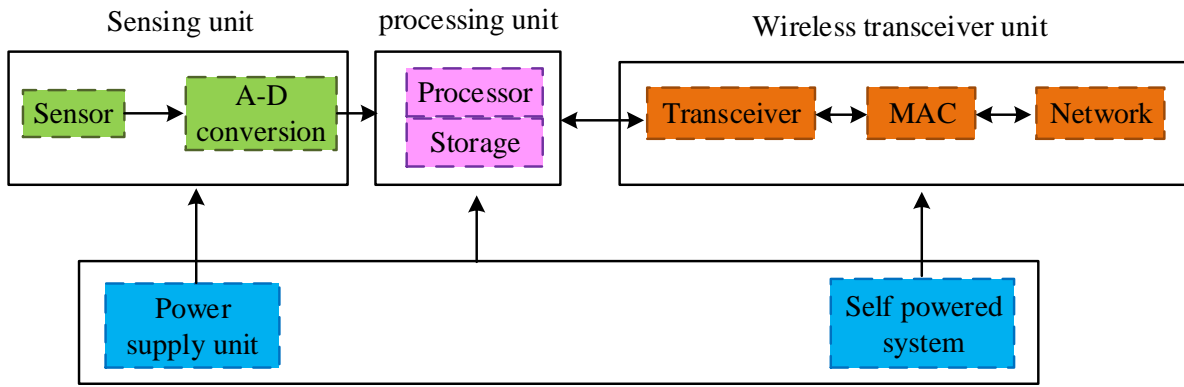 Sensing unit
processing unit
Wireless transceiver unit
Sensor
A-D
conversion
Processor
Storage
Transceiver
MAC
Network
Power
supply unit
Self powered
system